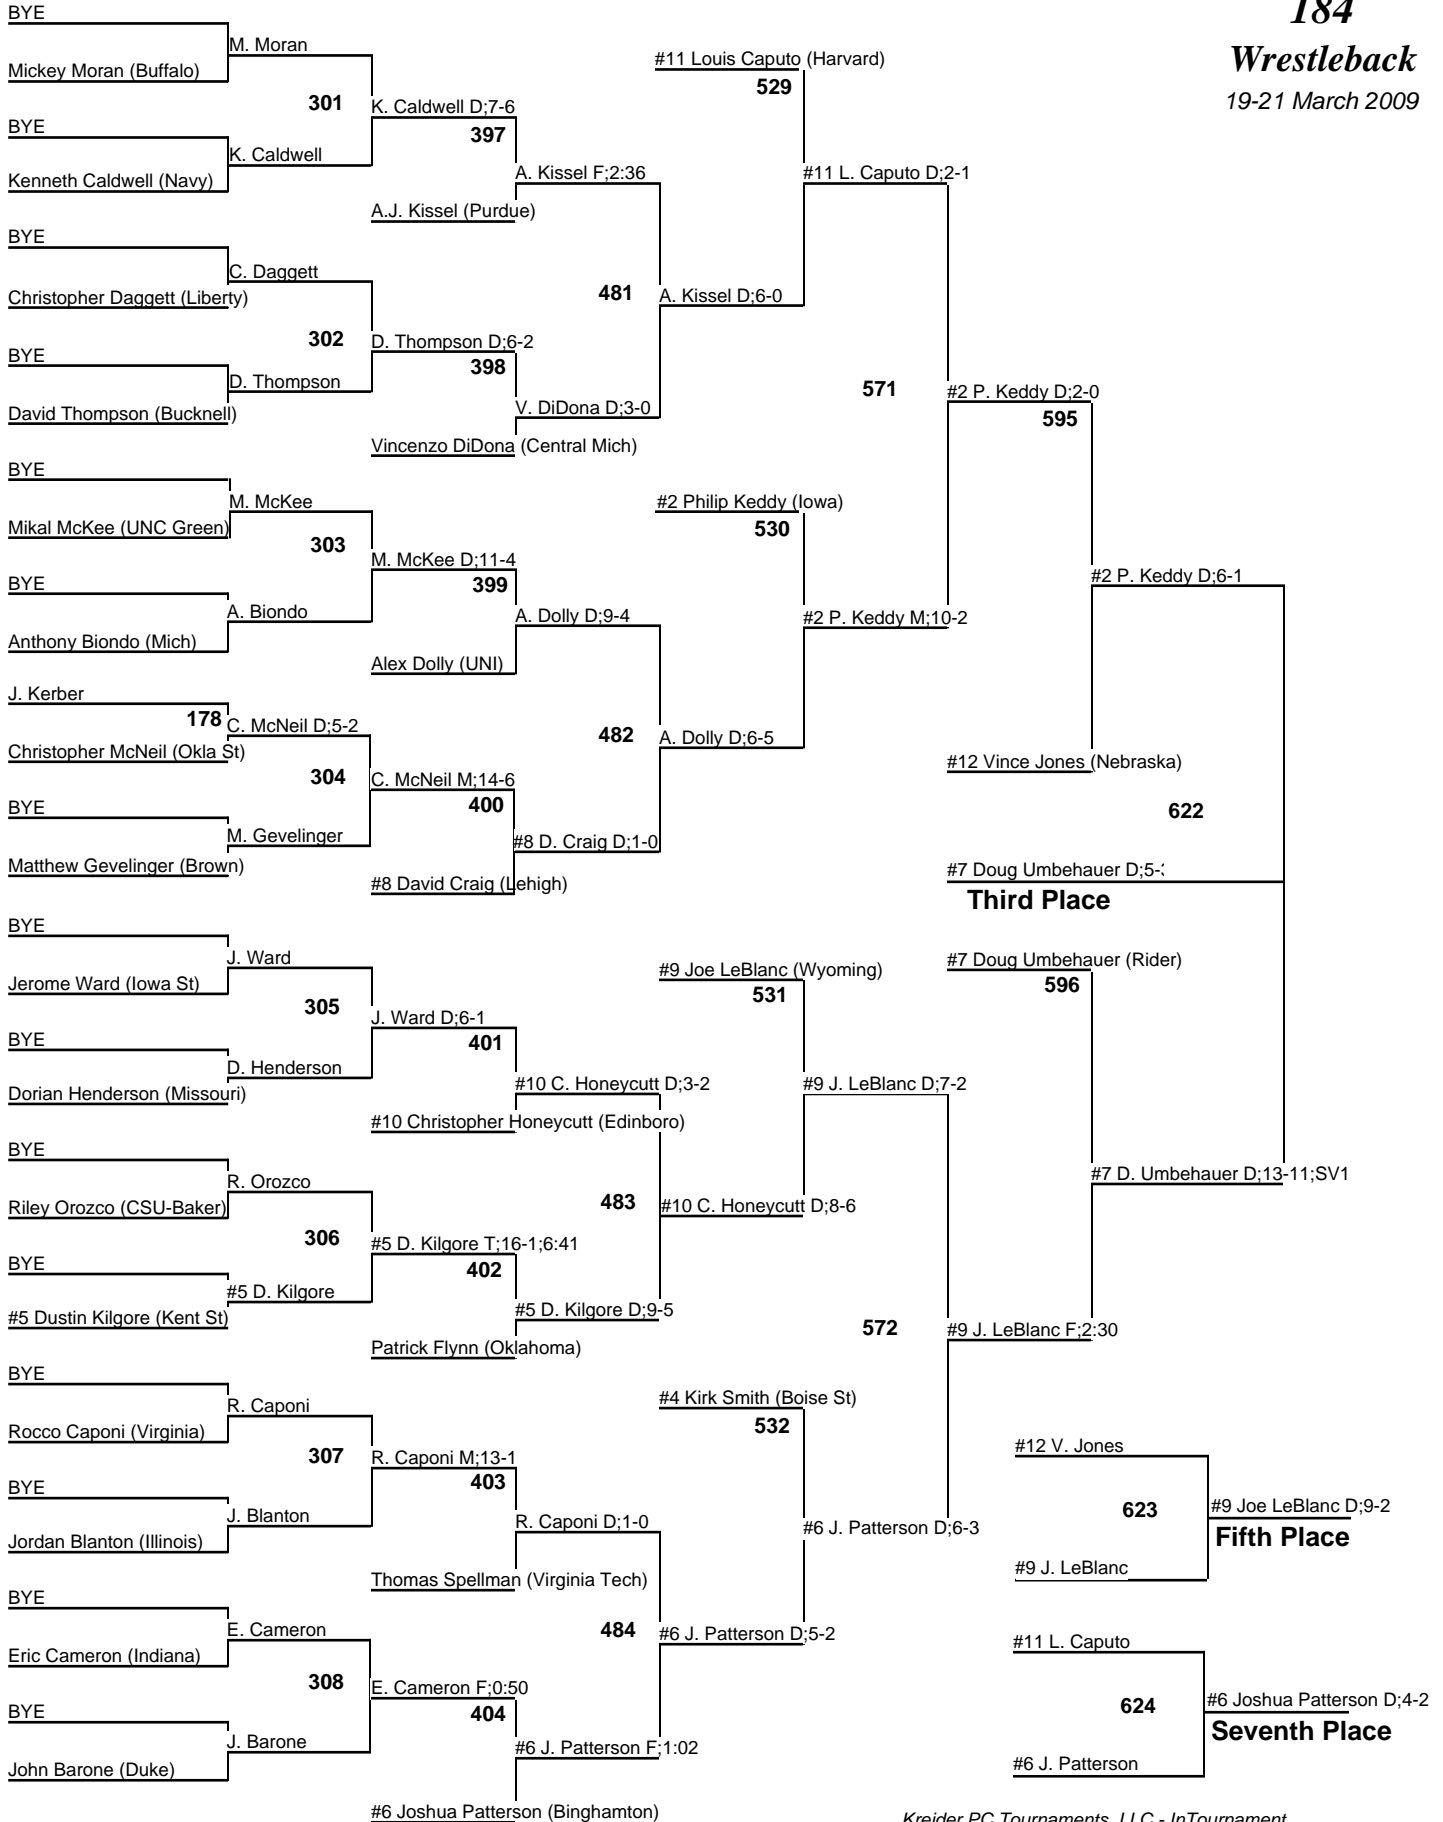 184
Wrestleback
19-21 March 2009
BYE
M. Moran
Mickey Moran (Buffalo)
301
K. Caldwell D;7-6
397
BYE
K. Caldwell
Kenneth Caldwell (Navy)
A. Kissel F;2:36
A.J. Kissel (Purdue)
BYE
C. Daggett
Christopher Daggett (Liberty)
302
D. Thompson D;6-2
398
BYE
D. Thompson
David Thompson (Bucknell)
V. DiDona D;3-0
Vincenzo DiDona (Central Mich)
481
A. Kissel D;6-0
#11 Louis Caputo (Harvard)
529
#11 L. Caputo D;2-1
BYE
M. McKee
Mikal McKee (UNC Green)
303
M. McKee D;11-4
399
BYE
A. Biondo
Anthony Biondo (Mich)
A. Dolly D;9-4
Alex Dolly (UNI)
J. Kerber
178
C. McNeil D;5-2
Christopher McNeil (Okla St)
304
C. McNeil M;14-6
400
BYE
M. Gevelinger
Matthew Gevelinger (Brown)
#8 D. Craig D;1-0
#8 David Craig (Lehigh)
482
A. Dolly D;6-5
#2 Philip Keddy (Iowa)
530
#2 P. Keddy M;10-2
571
#2 P. Keddy D;2-0
595
#2 P. Keddy D;6-1
#12 Vince Jones (Nebraska)
622
#7 Doug Umbehauer D;5-
Third Place
BYE
J. Ward
Jerome Ward (Iowa St)
305
J. Ward D;6-1
401
BYE
D. Henderson
Dorian Henderson (Missouri)
#10 C. Honeycutt D;3-2
#10 Christopher Honeycutt (Edinboro)
BYE
R. Orozco
Riley Orozco (CSU-Baker)
306
#5 D. Kilgore T;16-1;6:41
402
BYE
#5 D. Kilgore
#5 Dustin Kilgore (Kent St)
#5 D. Kilgore D;9-5
Patrick Flynn (Oklahoma)
483
#10 C. Honeycutt D;8-6
#9 Joe LeBlanc (Wyoming)
531
#9 J. LeBlanc D;7-2
#7 Doug Umbehauer (Rider)
596
#7 D. Umbehauer D;13-11;SV1
572
#9 J. LeBlanc F;2:30
BYE
R. Caponi
Rocco Caponi (Virginia)
307
R. Caponi M;13-1
403
BYE
J. Blanton
Jordan Blanton (Illinois)
R. Caponi D;1-0
Thomas Spellman (Virginia Tech)
BYE
E. Cameron
Eric Cameron (Indiana)
308
E. Cameron F;0:50
404
BYE
J. Barone
John Barone (Duke)
#6 J. Patterson F;1:02
#6 Joshua Patterson (Binghamton)
484
#6 J. Patterson D;5-2
#4 Kirk Smith (Boise St)
532
#6 J. Patterson D;6-3
#12 V. Jones
623
#9 Joe LeBlanc D;9-2
Fifth Place
#9 J. LeBlanc
#11 L. Caputo
624
#6 Joshua Patterson D;4-2
Seventh Place
#6 J. Patterson
Kreider PC Tournaments, LLC - InTournament